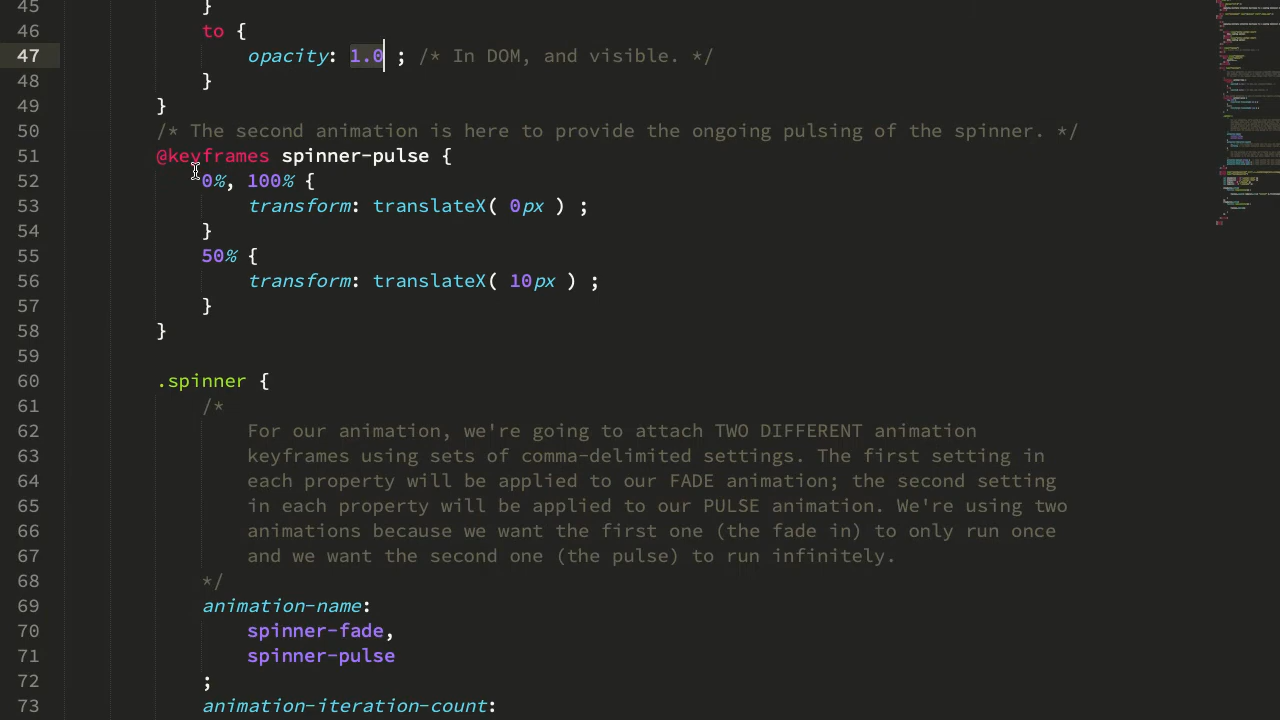 45 }
46 to {
47 opacity: 1.0 ; /* In DOM, and visible. */
48 }
49 }
50 /* The second animation is here to provide the ongoing pulsing of the spinner. */
51 @keyframes spinner-pulse {
52 0%, 100% {
53 transform: translateX( 0px ) ;
54 }
55 50% {
56 transform: translateX( 10px ) ;
57 }
58 }
59
60 .spinner {
61 /*
62 For our animation, we're going to attach TWO DIFFERENT animation
63 keyframes using sets of comma-delimited settings. The first setting in
64 each property will be applied to our FADE animation; the second setting
65 in each property will be applied to our PULSE animation. We're using two
66 animations because we want the first one (the fade in) to only run once
67 and we want the second one (the pulse) to run infinitely.
68 */
69 animation-name:
70 spinner-fade,
71 spinner-pulse
72 ;
73 animation-iteration-count: